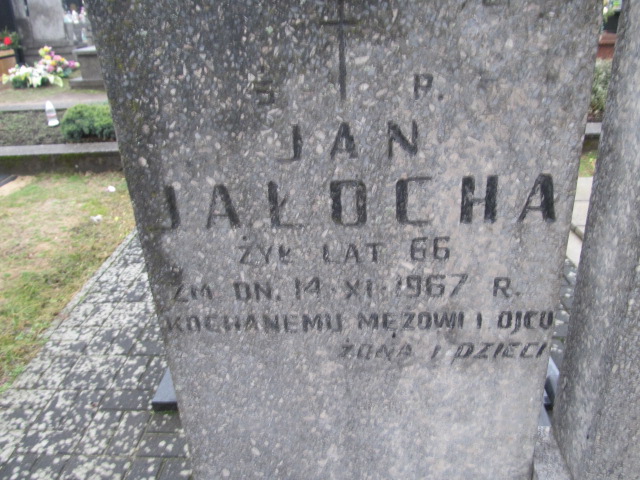 Ś. P.
JAN
JAŁOCHA
ŻYŁ LAT 66
ZM DN. 14·XI·1967 R.
KOCHANEMU MĘŻOWI I OJCU
ŻONA I DZIECI